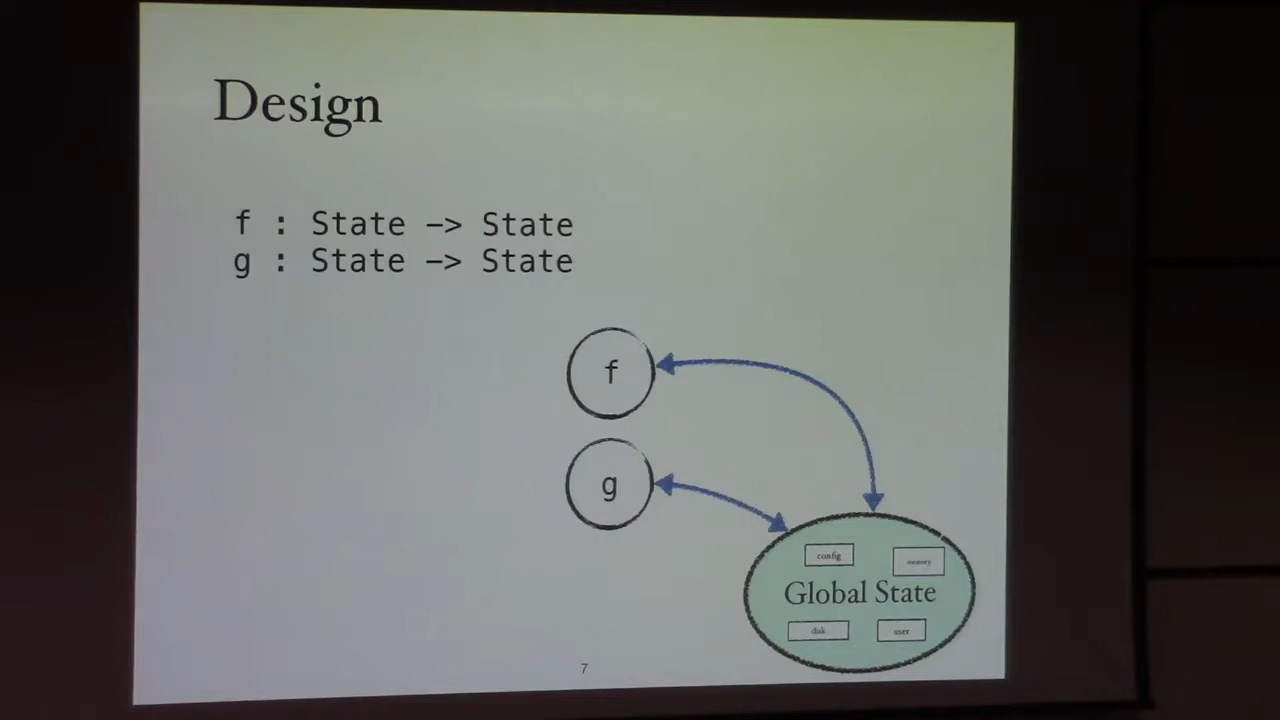 Design
f : State -> State
g : State -> State
f
g
config
memory
Global State
disk
user
7